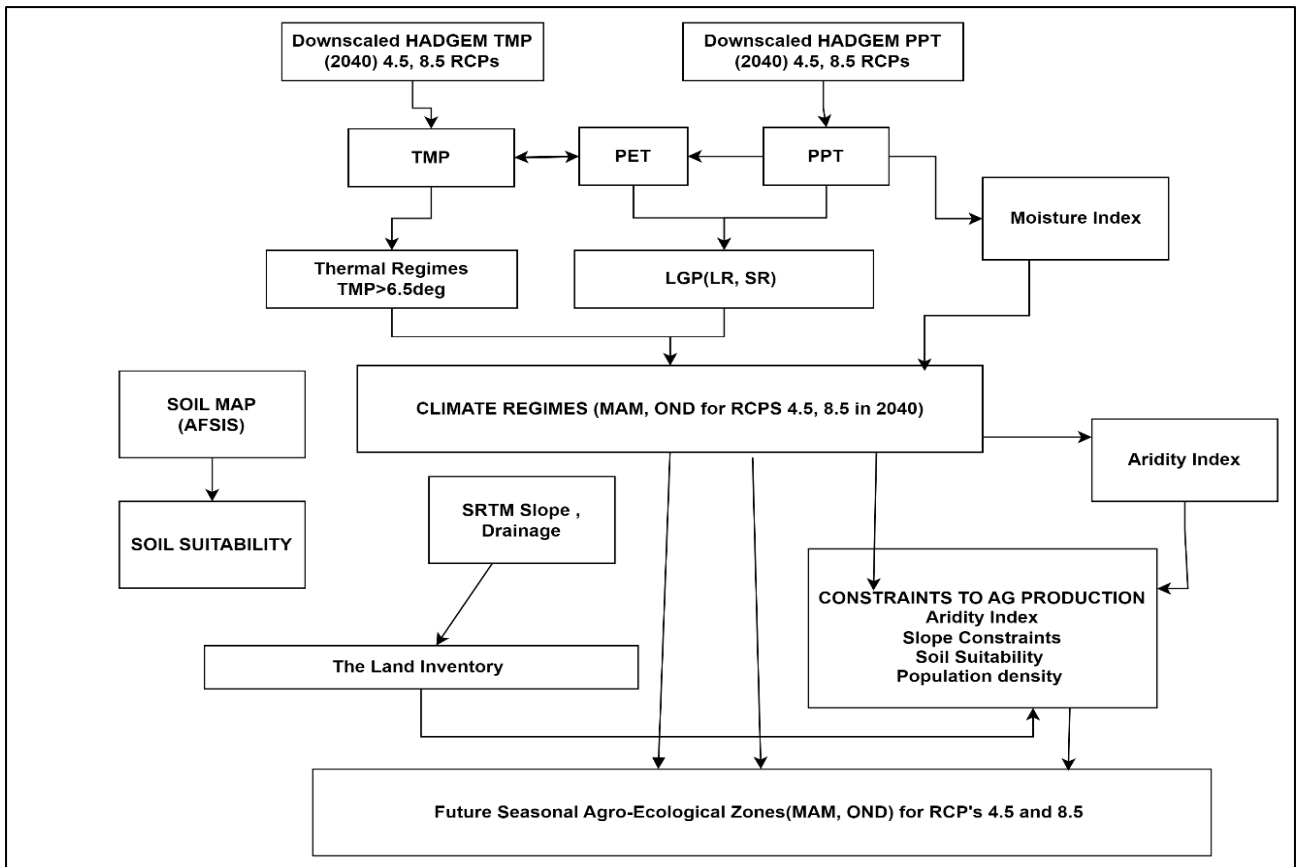 Downscaled HADGEM TMP
(2040) 4.5, 8.5 RCPs
Downscaled HADGEM PPT
(2040) 4.5, 8.5 RCPs
TMP
PET
PPT
Moisture Index
Thermal Regimes
TMP>6.5deg
LGP(LR, SR)
CLIMATE REGIMES (MAM, OND for RCPS 4.5, 8.5 in 2040)
SOIL MAP
(AFSIS)
Aridity Index
SOIL SUITABILITY
SRTM Slope ,
Drainage
CONSTRAINTS TO AG PRODUCTION
Aridity Index
Slope Constraints
Soil Suitability
Population density
The Land Inventory
Future Seasonal Agro-Ecological Zones(MAM, OND) for RCP's 4.5 and 8.5